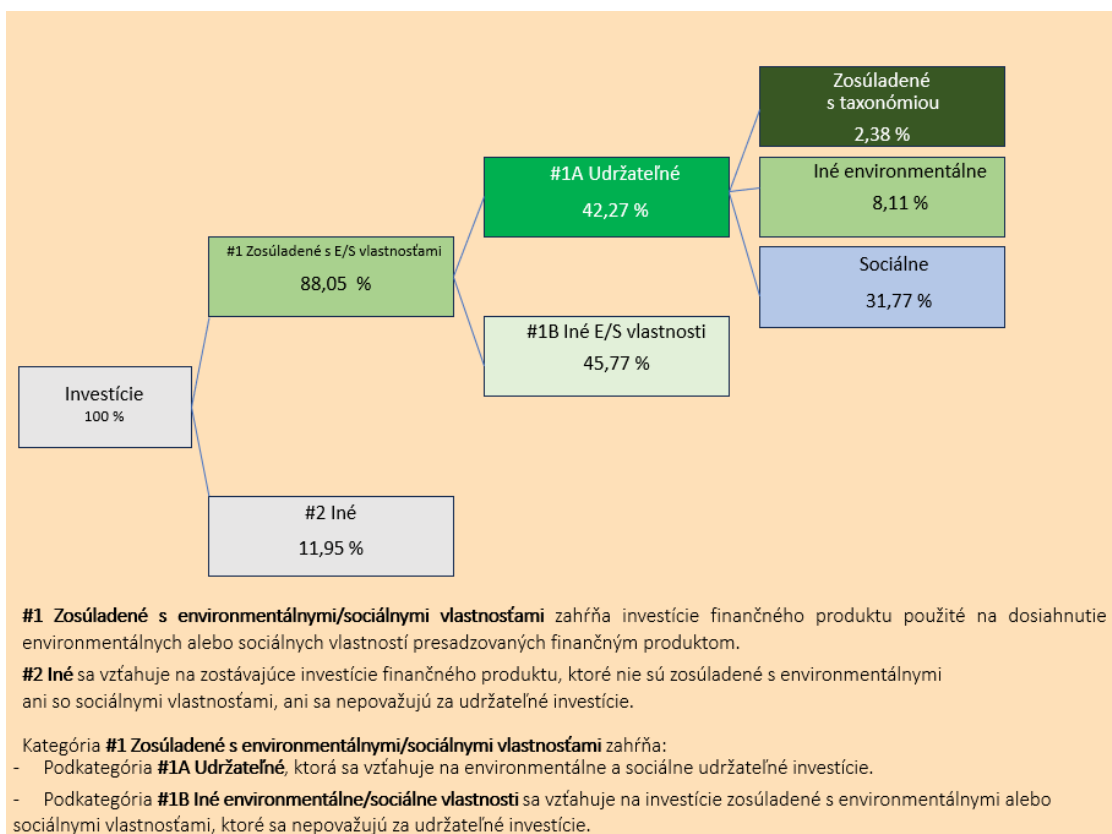 Zosúladené
s taxonómiou
2,38 %
#1A Udržateľné
42,27 %
Iné environmentálne
8,11 %
#1 Zosúladené s E/S vlastnosťami
88,05 %
Sociálne
31,77 %
#1B Iné E/S vlastnosti
45,77 %
Investície
100 %
#2 Iné
11,95 %
#1 Zosúladené s environmentálnymi/sociálnymi vlastnosťami zahŕňa investície finančného produktu použité na dosiahnutie
environmentálnych alebo sociálnych vlastností presadzovaných finančným produktom.
#2 Iné sa vzťahuje na zostávajúce investície finančného produktu, ktoré nie sú zosúladené s environmentálnymi
ani so sociálnymi vlastnosťami, ani sa nepovažujú za udržateľné investície.
Kategória #1 Zosúladené s environmentálnymi/sociálnymi vlastnosťami zahŕňa:
- Podkategória #1A Udržateľné, ktorá sa vzťahuje na environmentálne a sociálne udržateľné investície.
- Podkategória #1B Iné environmentálne/sociálne vlastnosti sa vzťahuje na investície zosúladené s environmentálnymi alebo
sociálnymi vlastnosťami, ktoré sa nepovažujú za udržateľné investície.